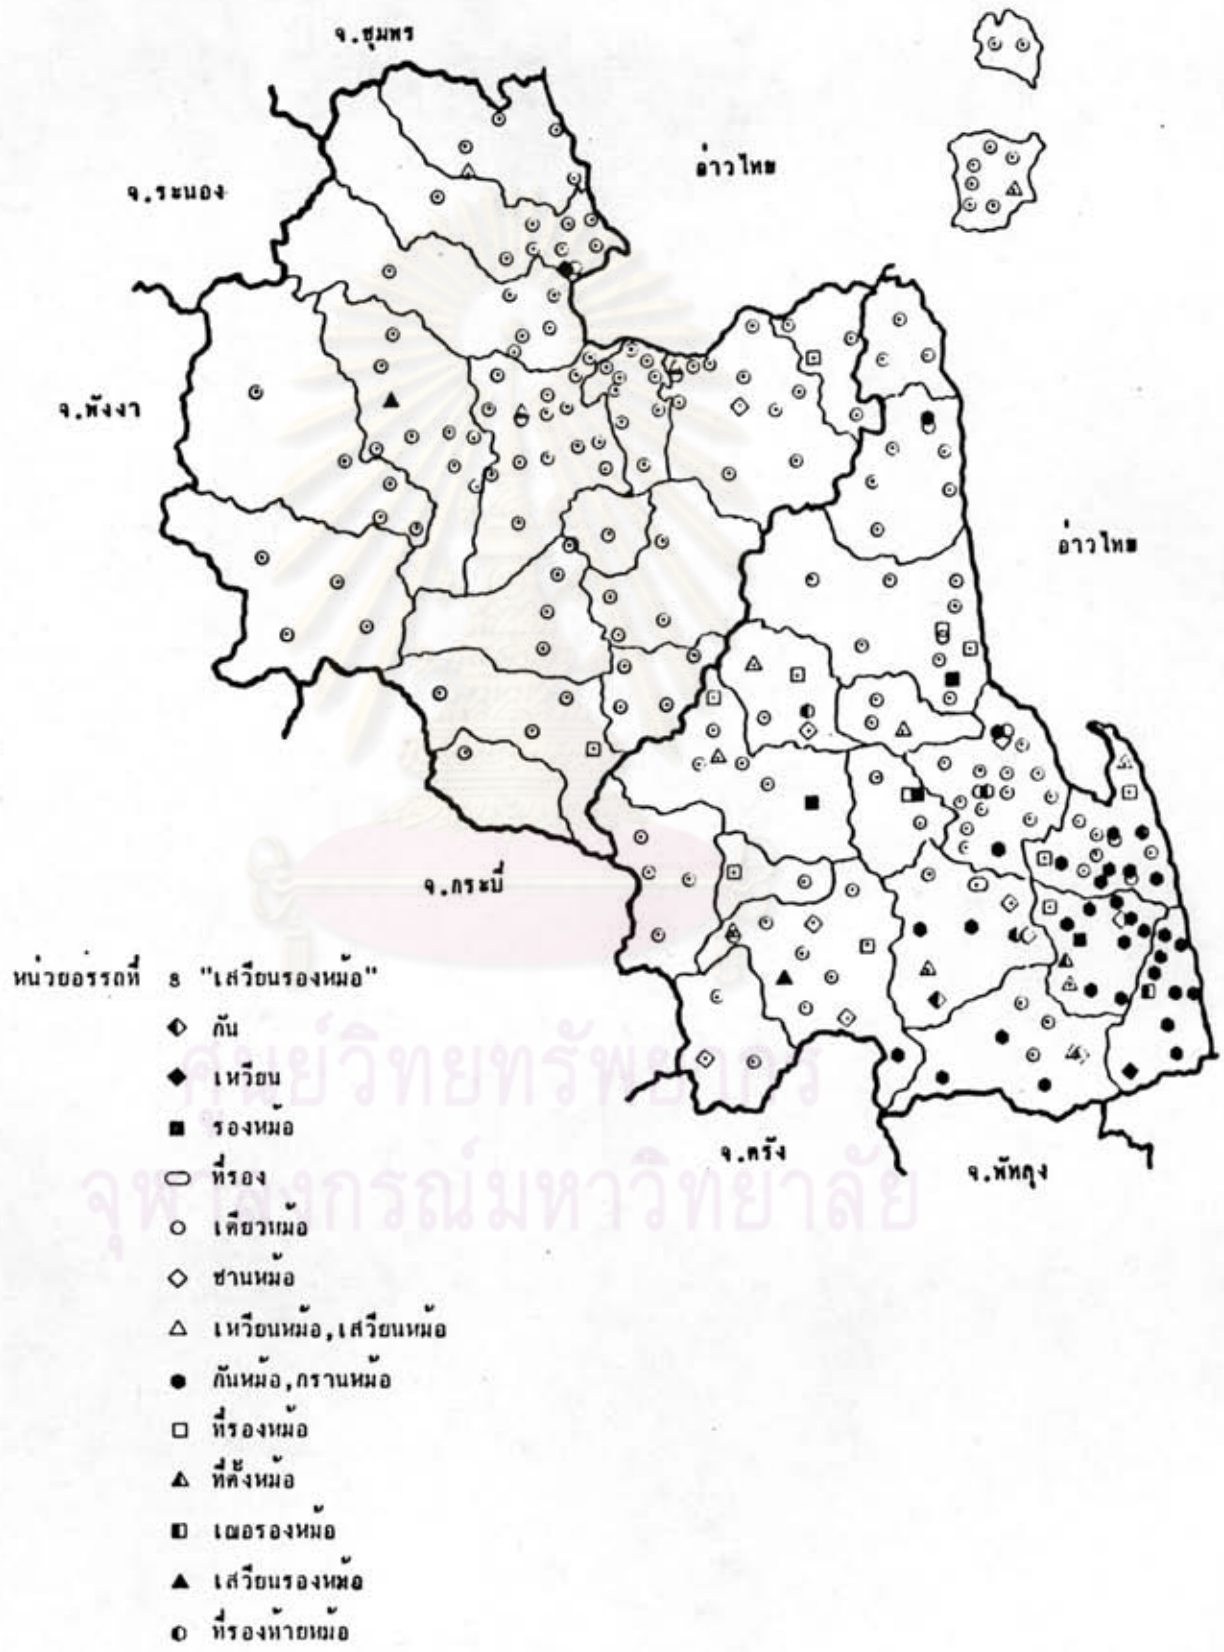 จ.ชุมพร
อ่าวไทย
จ.ระนอง
จ.พังงา
อ่าวไทย
จ.กระบี่
จ.ตรัง
จ.พัทลุง
หน่วยอรรถที่ ๘ "เสวียนรองหม้อ"
กัน
เหวียน
รองหม้อ
ที่รอง
เคียวหม้อ
ชานหม้อ
เหวียนหม้อ,เสวียนหม้อ
กันหม้อ,กรานหม้อ
ที่รองหม้อ
ที่ตั้งหม้อ
เฌอรองหม้อ
เสวียนรองหม้อ
ที่รองท้ายหม้อ
ศูนย์วิทยทรัพยากร
จุฬาลงกรณ์มหาวิทยาลัย